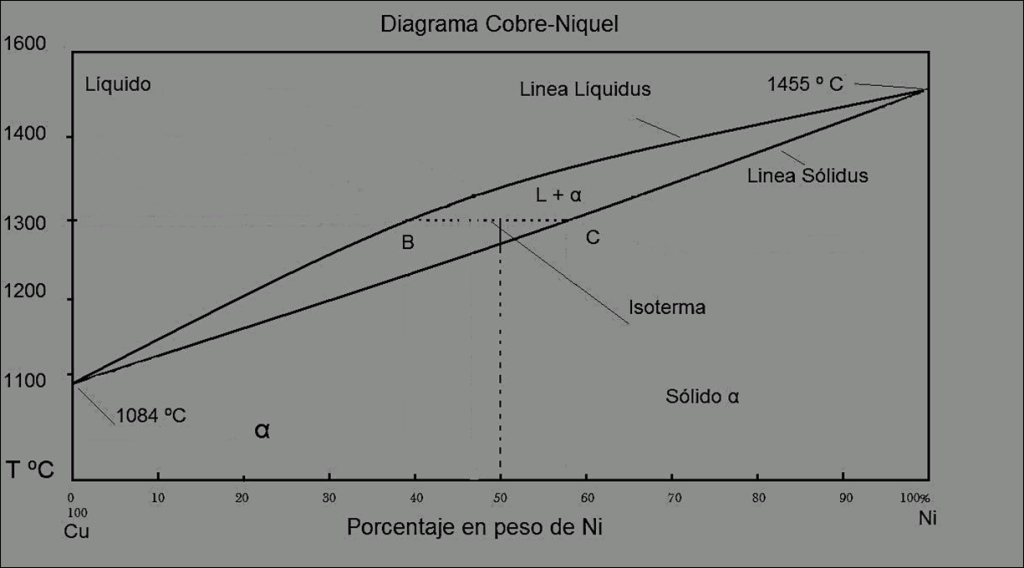 Diagrama Cobre-Niquel
1600
Líquido
Linea Líquidus
1455 º C
1400
Linea Sólidus
L + α
1300
B
C
1200
Isoterma
1100
1084 ºC
Sólido α
α
T ºC
0 10 20 30 40 50 60 70 80 90 100%
100
Cu
Porcentaje en peso de Ni
Ni